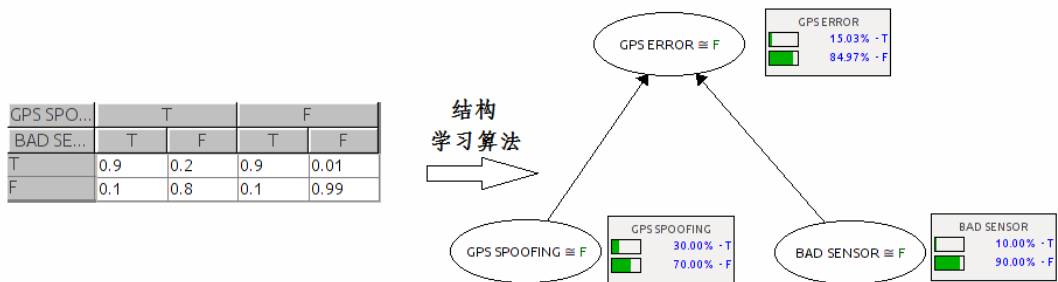 GPS SPO... T F
BAD SE... T F T F
T 0.9 0.2 0.9 0.01
F 0.1 0.8 0.1 0.99
结构
学习算法
GPS ERROR ≅ F
GPS ERROR
15.03% - T
84.97% - F
GPS SPOOFING ≅ F
GPS SPOOFING
30.00% - T
70.00% - F
BAD SENSOR ≅ F
BAD SENSOR
10.00% - T
90.00% - F